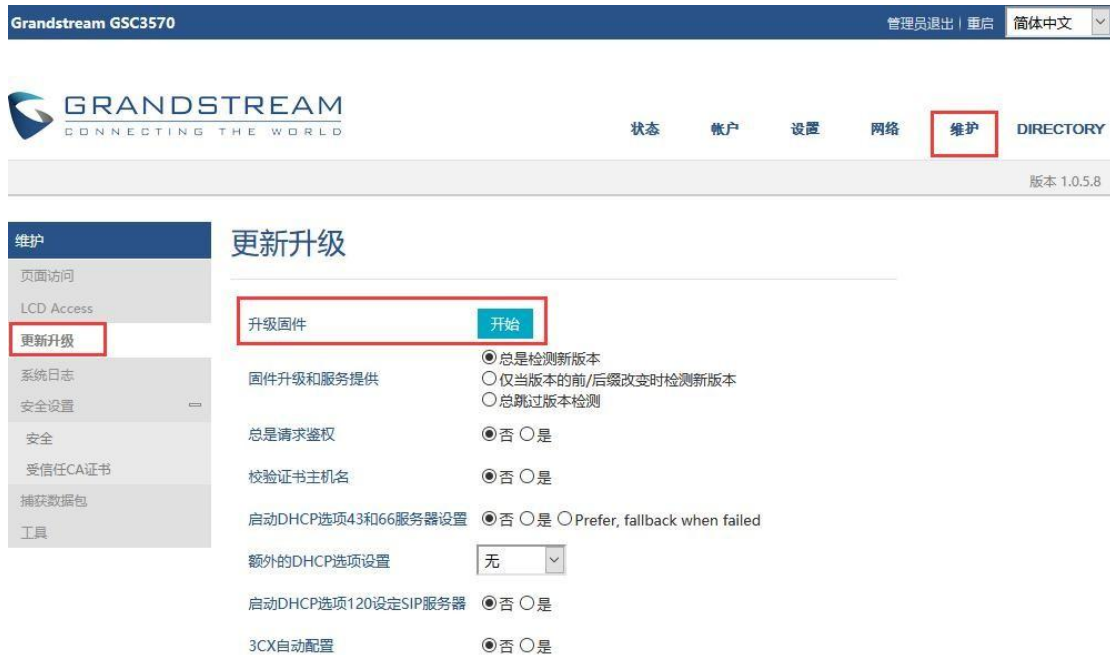 Grandstream GSC3570
管理员退出 | 重启 简体中文
GRANDSTREAM
CONNECTING THE WORLD
状态 帐户 设置 网络 维护 DIRECTORY
版本 1.0.5.8
维护
页面访问
LCD Access
更新升级
系统日志
安全设置
安全
受信任CA证书
捕获数据包
工具
更新升级
升级固件 开始
固件升级和服务提供
总是检测新版本
仅当版本的前/后缀改变时检测新版本
总跳过版本检测
总是请求鉴权 否 是
校验证书主机名 否 是
启动DHCP选项43和66服务器设置 否 是 Prefer, fallback when failed
额外的DHCP选项设置 无
启动DHCP选项120设定SIP服务器 否 是
3CX自动配置 否 是